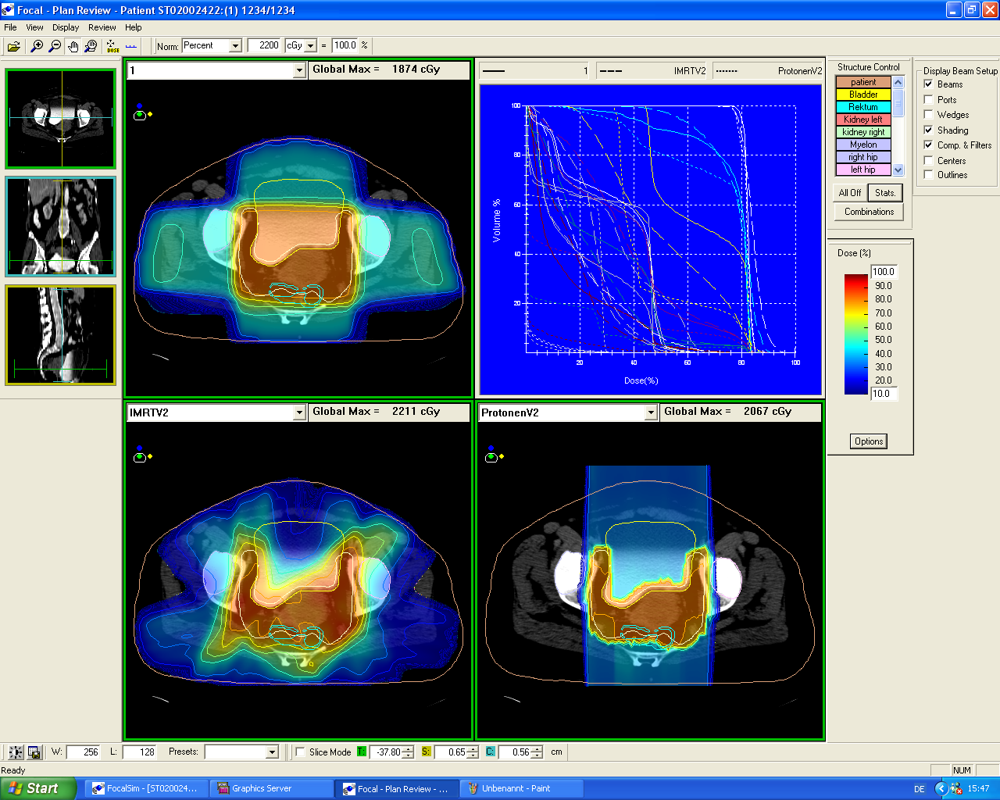 Focal - Plan Review - Patient ST02002422:(1) 1234/1234
File View Display Review Help
Norm: Percent 2200 cGy = 100.0 %
DOSE
1 Global Max = 1874 cGy
1 IMRTV2 ProtonenV2
Volume %
100
80
60
40
20
20 40 60 80 100
Dose(%)
Structure Control
patient
Bladder
Rektum
Kidney left
kidney right
Myelon
right hip
left hip
All Off Stats.
Combinations
Display Beam Setup
Beams
Ports
Wedges
Shading
Comp. & Filters
Centers
Outlines
Dose (%)
100.0
90.0
80.0
70.0
60.0
50.0
40.0
30.0
20.0
10.0
Options
IMRTV2 Global Max = 2211 cGy
ProtonenV2 Global Max = 2067 cGy
W: 256 L: 128 Presets: Slice Mode T: -37.80 S: 0.65 C: 0.56 cm
Ready NUM
Start FocalSim - [ST020024... Graphics Server Focal - Plan Review - ... Unbenannt - Paint DE 15:47